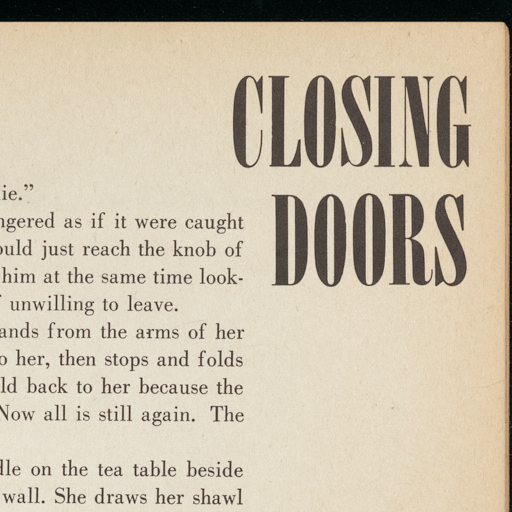 CLOSING
DOORS
ie.”
ngered as if it were caught
ould just reach the knob of
him at the same time look-
unwilling to leave.
ands from the arms of her
o her, then stops and folds
ld back to her because the
Now all is still again. The
dle on the tea table beside
wall. She draws her shawl